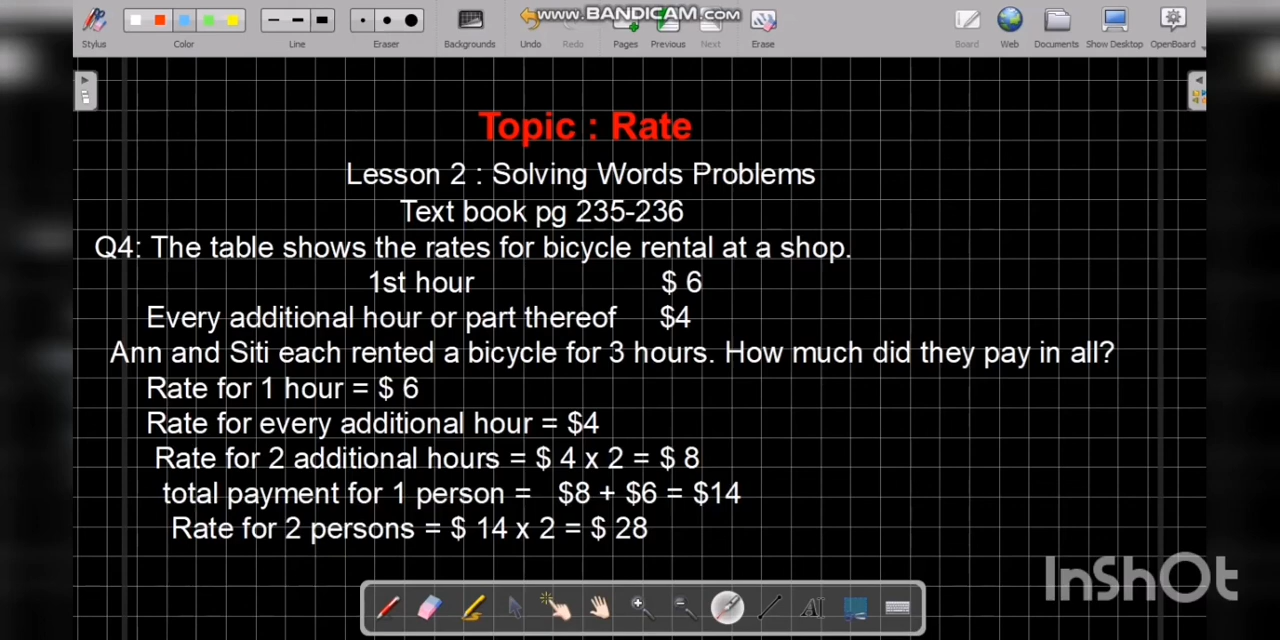 www.BANDICAM.com
Stylus Color Line Eraser Backgrounds Undo Redo Pages Previous Next Erase Board Web Documents Show Desktop OpenBoard
Topic : Rate
Lesson 2 : Solving Words Problems
Text book pg 235-236
Q4: The table shows the rates for bicycle rental at a shop.
1st hour $ 6
Every additional hour or part thereof $4
Ann and Siti each rented a bicycle for 3 hours. How much did they pay in all?
Rate for 1 hour = $ 6
Rate for every additional hour = $4
Rate for 2 additional hours = $ 4 x 2 = $ 8
total payment for 1 person = $8 + $6 = $14
Rate for 2 persons = $ 14 x 2 = $ 28
InShOt